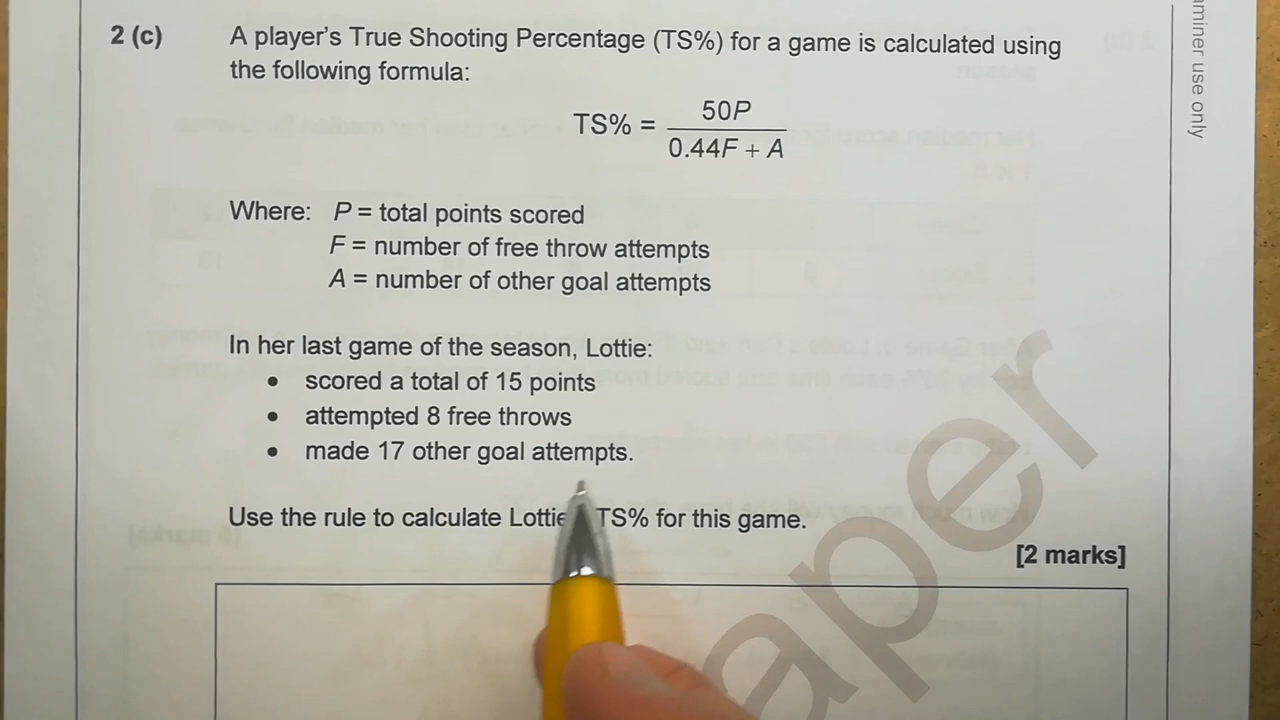 2 (c) A player's True Shooting Percentage (TS%) for a game is calculated using
the following formula:
TS% = 50P / 0.44F + A
Where: P = total points scored
F = number of free throw attempts
A = number of other goal attempts
In her last game of the season, Lottie:
• scored a total of 15 points
• attempted 8 free throws
• made 17 other goal attempts.
Use the rule to calculate Lottie TS% for this game.
[2 marks]
aper
aminer use only